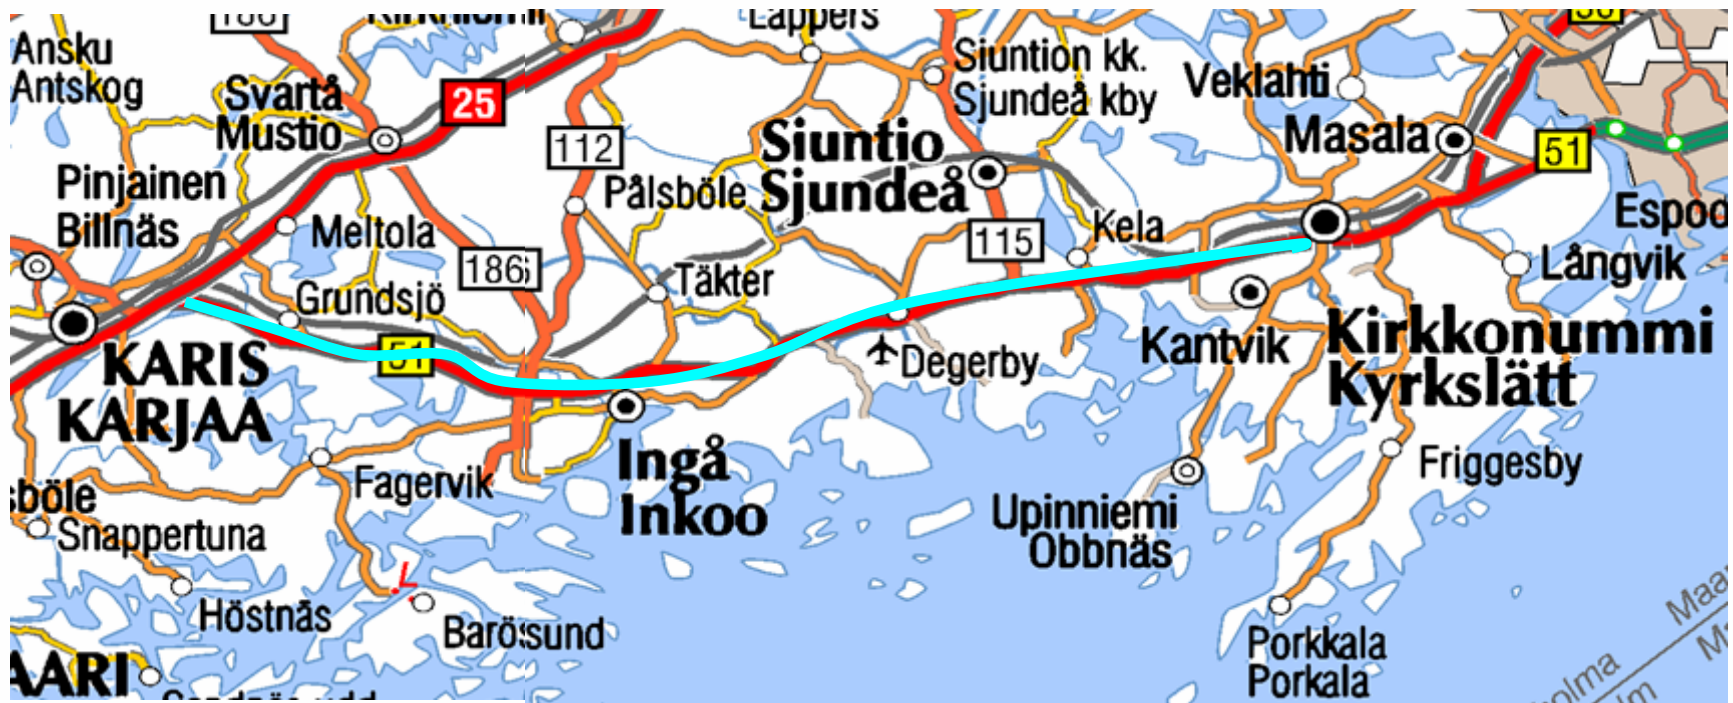 Lappers
Ansku
Antskog
Svartå
Mustio
25
Siuntion kk.
Sjundeå kby
Veklahti
Masala
51
112
Siuntio
Sjundeå
Pinjainen
Billnäs
Pålsböle
Meltola
Kela
115
Espoo
Långvik
186
Täkter
Grundsjö
51
Degerby
Kantvik
Kirkkonummi
Kyrkslätt
KARIS
KARJAA
Ingå
Inkoo
Fagervik
Friggesby
Snappertuna
Upinniemi
Obbnäs
Höstnäs
Barösund
Porkkala
Porkala